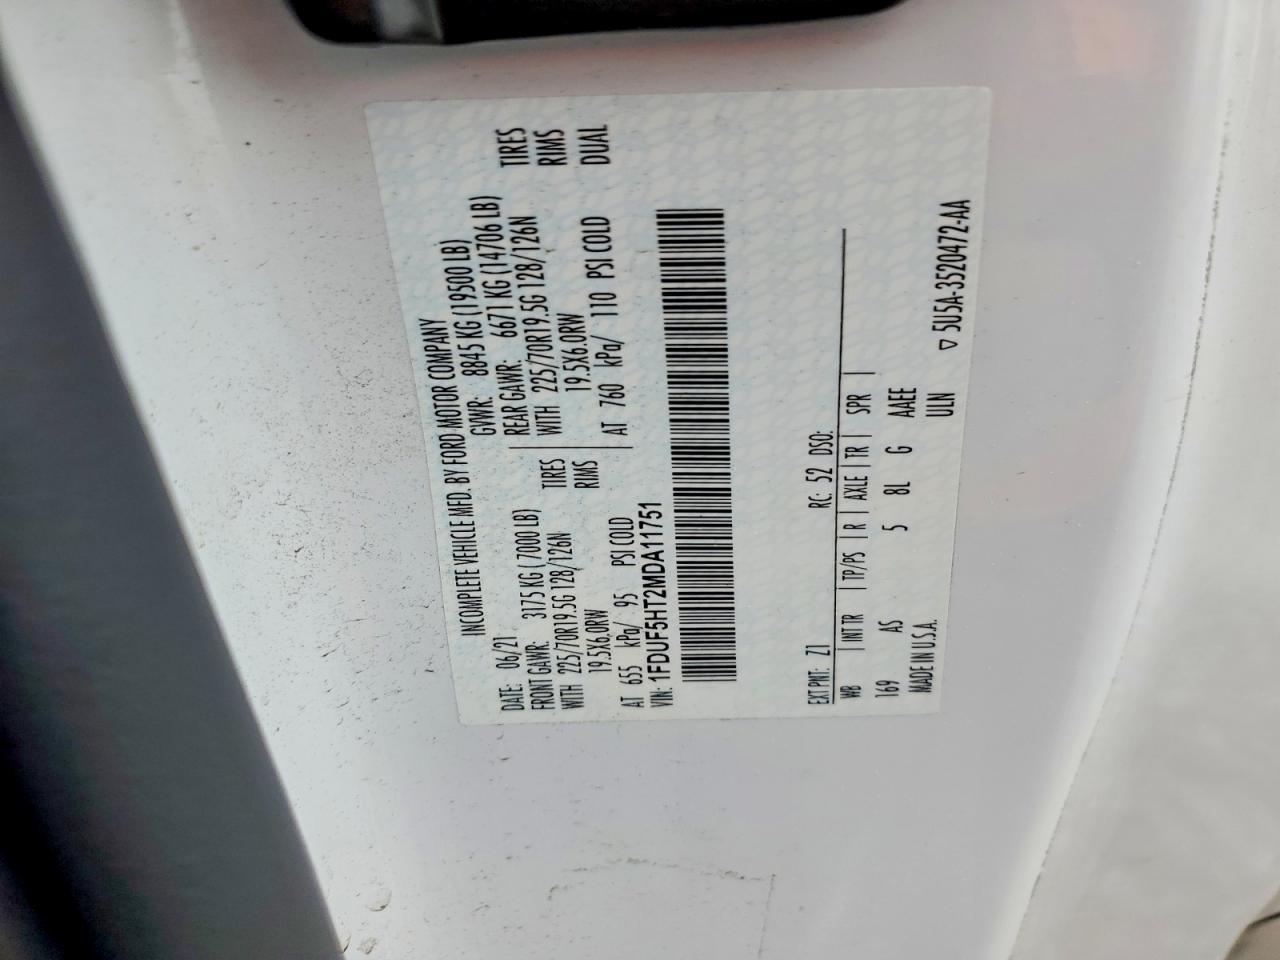 INCOMPLETE VEHICLE MFD. BY FORD MOTOR COMPANY
DATE: 06/21 GVWR: 8845 KG (19500 LB)
FRONT GAWR: 3175 KG (7000 LB) REAR GAWR: 6671 KG (14706 LB)
WITH 225/70R19.5G 128/126N TIRES WITH 225/70R19.5G 128/126N TIRES
19.5X6.0RW RIMS 19.5X6.0RW RIMS
AT 655 kPa/ 95 PSI COLD AT 760 kPa/ 110 PSI COLD DUAL
VIN: 1FDUF5HT2MDA11751
EXT PNT: Z1 RC: 52 DSO:
WB | INT TR | TP/PS | R | AXLE | TR | SPR |
169 AS 5 8L G AAEE
MADE IN U.S.A. ULN
▽ 5U5A-3520472-AA